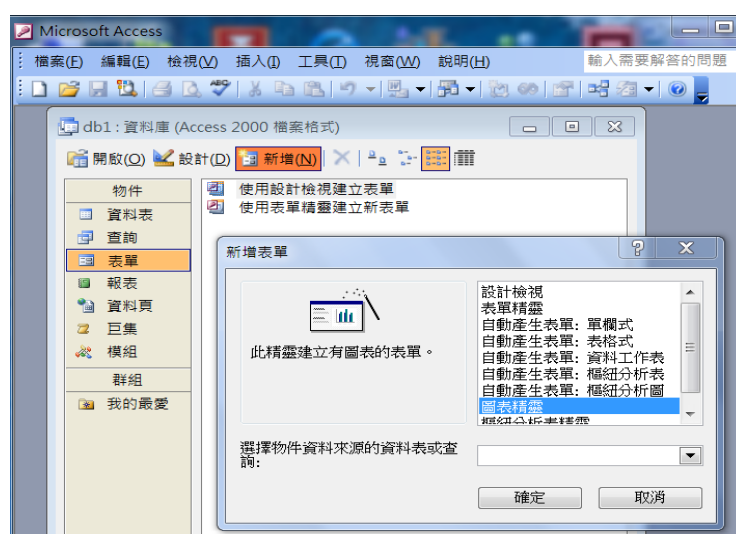 Microsoft Access
檔案(F) 編輯(E) 檢視(V) 插入(I) 工具(T) 視窗(W) 說明(H) 輸入需要解答的問題
db1 : 資料庫 (Access 2000 檔案格式)
開啟(O) 設計(D) 新增(N)
物件
資料表
查詢
表單
報表
資料頁
巨集
模組
群組
我的最愛
使用設計檢視建立表單
使用表單精靈建立新表單
新增表單
此精靈建立有圖表的表單。
設計檢視
表單精靈
自動產生表單: 單欄式
自動產生表單: 表格式
自動產生表單: 資料工作表
自動產生表單: 樞紐分析表
自動產生表單: 樞紐分析圖
圖表精靈
樞紐分析表精靈
選擇物件資料來源的資料表或查
詢:
確定 取消